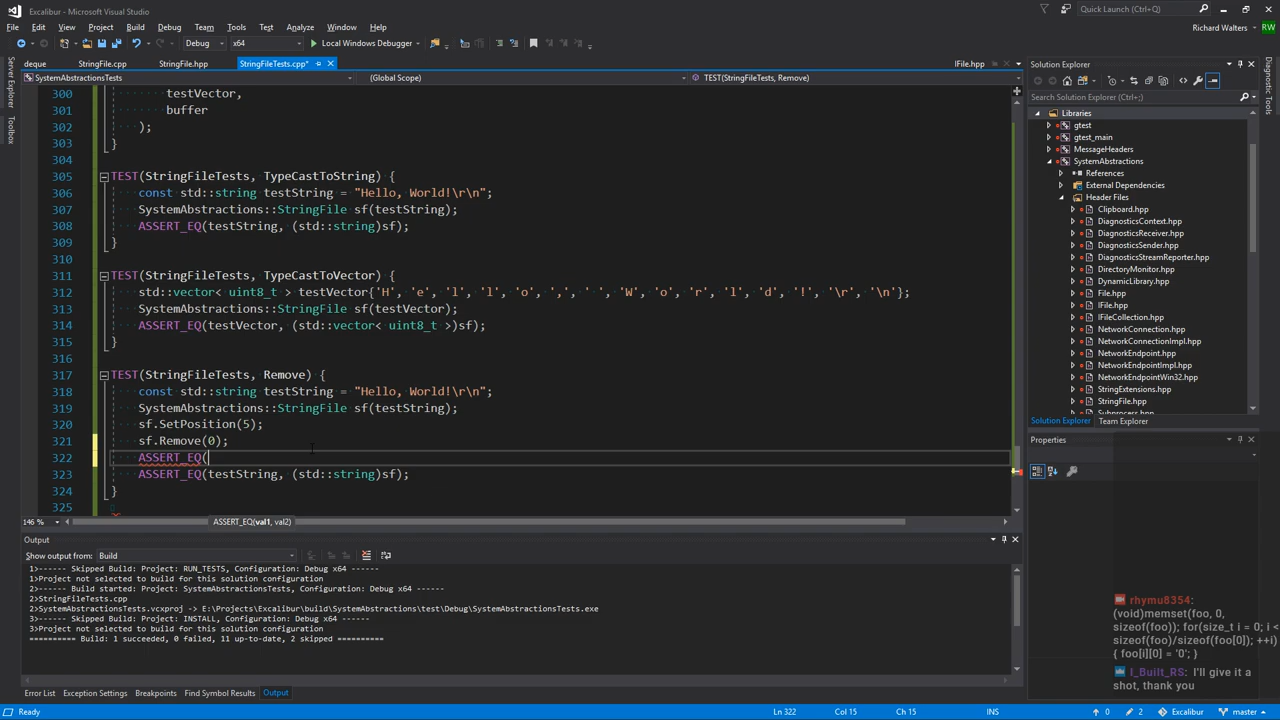 Excalibur - Microsoft Visual Studio
Quick Launch (Ctrl+Q)
File Edit View Project Build Debug Team Tools Test Analyze Window Help
Richard Walters RW
Debug x64 Local Windows Debugger
deque StringFile.cpp StringFile.hpp StringFileTests.cpp* IFile.hpp
SystemAbstractionsTests (Global Scope) TEST(StringFileTests, Remove)
Server Explorer
Toolbox
300 testVector,
301 buffer
302 );
303 }
304
305 TEST(StringFileTests, TypeCastToString) {
306 const std::string testString = "Hello, World!\r\n";
307 SystemAbstractions::StringFile sf(testString);
308 ASSERT_EQ(testString, (std::string)sf);
309 }
310
311 TEST(StringFileTests, TypeCastToVector) {
312 std::vector< uint8_t > testVector{'H', 'e', 'l', 'l', 'o', ',', ' ', 'W', 'o', 'r', 'l', 'd', '!', '\r', '\n'};
313 SystemAbstractions::StringFile sf(testVector);
314 ASSERT_EQ(testVector, (std::vector< uint8_t >)sf);
315 }
316
317 TEST(StringFileTests, Remove) {
318 const std::string testString = "Hello, World!\r\n";
319 SystemAbstractions::StringFile sf(testString);
320 sf.SetPosition(5);
321 sf.Remove(0);
322 ASSERT_EQ(
323 ASSERT_EQ(testString, (std::string)sf);
324 }
325
146 %
ASSERT_EQ(val1, val2)
Output
Show output from: Build
1>------ Skipped Build: Project: RUN_TESTS, Configuration: Debug x64 ------
1>Project not selected to build for this solution configuration
2>------ Build started: Project: SystemAbstractionsTests, Configuration: Debug x64 ------
2>StringFileTests.cpp
2>SystemAbstractionsTests.vcxproj -> E:\Projects\Excalibur\build\SystemAbstractions\test\Debug\SystemAbstractionsTests.exe
3>------ Skipped Build: Project: INSTALL, Configuration: Debug x64 ------
3>Project not selected to build for this solution configuration
========== Build: 1 succeeded, 0 failed, 11 up-to-date, 2 skipped ==========
Error List Exception Settings Breakpoints Find Symbol Results Output
Solution Explorer
Search Solution Explorer (Ctrl+;)
Libraries
gtest
gtest_main
MessageHeaders
SystemAbstractions
References
External Dependencies
Header Files
Clipboard.hpp
DiagnosticsContext.hpp
DiagnosticsReceiver.hpp
DiagnosticsSender.hpp
DiagnosticsStreamReporter.hpp
DirectoryMonitor.hpp
DynamicLibrary.hpp
File.hpp
IFile.hpp
IFileCollection.hpp
NetworkConnection.hpp
NetworkConnectionImpl.hpp
NetworkEndpoint.hpp
NetworkEndpointImpl.hpp
NetworkEndpointWin32.hpp
StringExtensions.hpp
StringFile.hpp
Subprocess.hpp
Solution Explorer Team Explorer
Properties
Diagnostic Tools
rhymu8354:
(void)memset(foo, 0,
sizeof(foo)); for(size_t i = 0; i <
sizeof(foo)/sizeof(foo[0]); ++i)
{ foo[i][0] = '0'; }
I_Built_RS: I'll give it a
shot, thank you
Ready Ln 322 Col 15 Ch 15 INS 0 2 Excalibur master